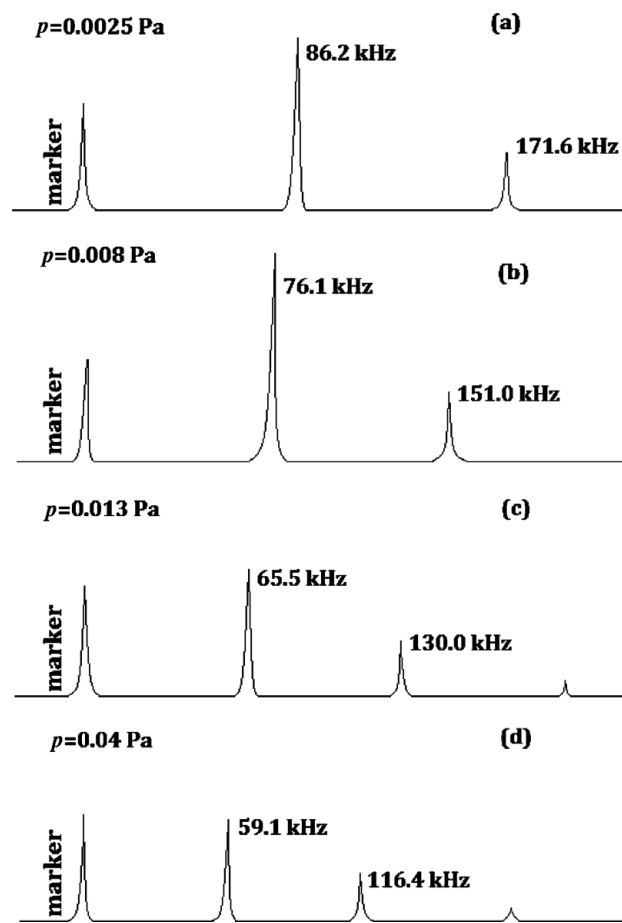 p=0.0025 Pa
(a)
86.2 kHz
171.6 kHz
marker
p=0.008 Pa
(b)
76.1 kHz
151.0 kHz
marker
p=0.013 Pa
(c)
65.5 kHz
130.0 kHz
marker
p=0.04 Pa
(d)
59.1 kHz
116.4 kHz
marker